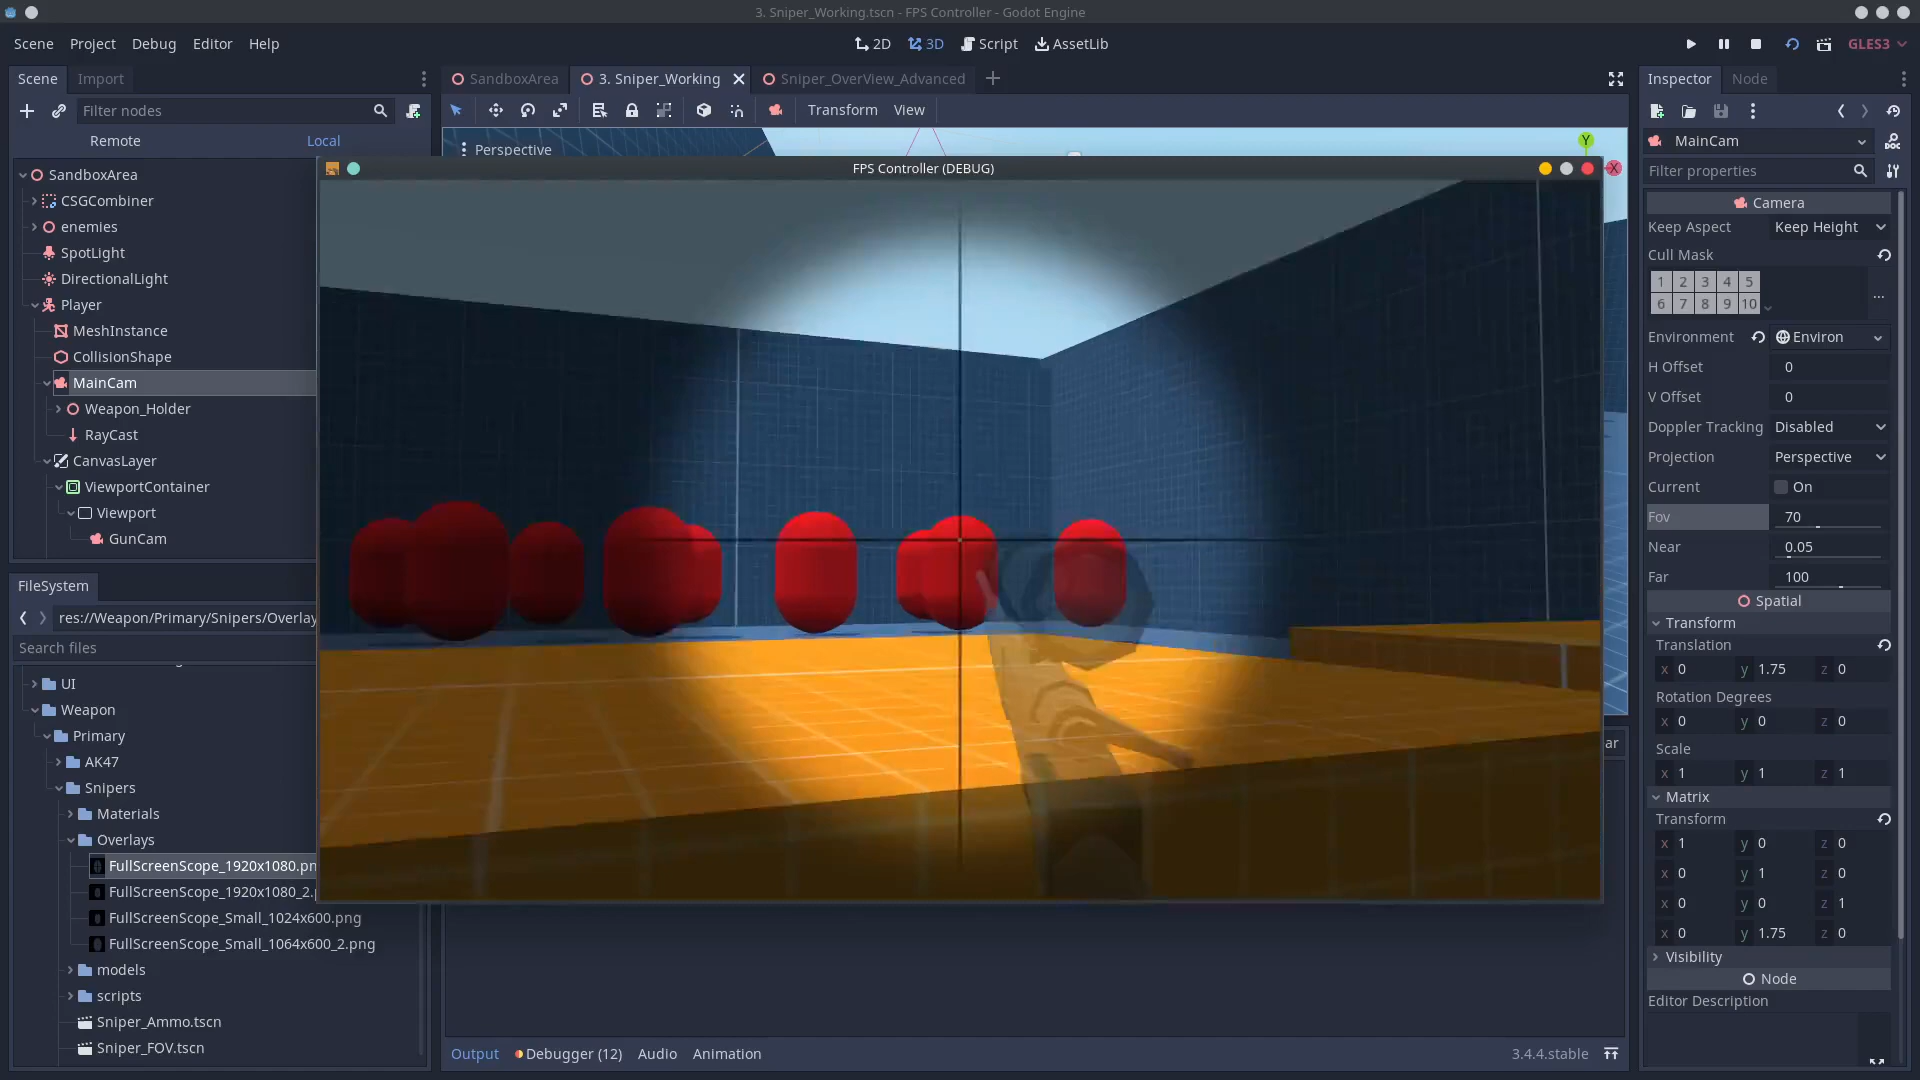 3. Sniper_Working.tscn - FPS Controller - Godot Engine
Scene Project Debug Editor Help
2D 3D Script AssetLib
GLES3
Scene Import
SandboxArea 3. Sniper_Working Sniper_OverView_Advanced
Inspector Node
Filter nodes
Transform View
Remote Local
Perspective
Y
X
FPS Controller (DEBUG)
SandboxArea
CSGCombiner
enemies
SpotLight
DirectionalLight
Player
MeshInstance
CollisionShape
MainCam
Weapon_Holder
RayCast
CanvasLayer
ViewportContainer
Viewport
GunCam
FileSystem
res://Weapon/Primary/Snipers/Overlay
Search files
UI
Weapon
Primary
AK47
Snipers
Materials
Overlays
FullScreenScope_1920x1080.pn
FullScreenScope_1920x1080_2.p
FullScreenScope_Small_1024x600.png
FullScreenScope_Small_1064x600_2.png
models
scripts
Sniper_Ammo.tscn
Sniper_FOV.tscn
ar
Output Debugger (12) Audio Animation
3.4.4.stable
MainCam
Filter properties
Camera
Keep Aspect Keep Height
Cull Mask
1 2 3 4 5
6 7 8 9 10
...
Environment Environ
H Offset 0
V Offset 0
Doppler Tracking Disabled
Projection Perspective
Current On
Fov 70
Near 0.05
Far 100
Spatial
Transform
Translation
x 0 y 1.75 z 0
Rotation Degrees
x 0 y 0 z 0
Scale
x 1 y 1 z 1
Matrix
Transform
x 1 y 0 z 0
x 0 y 1 z 0
x 0 y 0 z 1
x 0 y 1.75 z 0
Visibility
Node
Editor Description